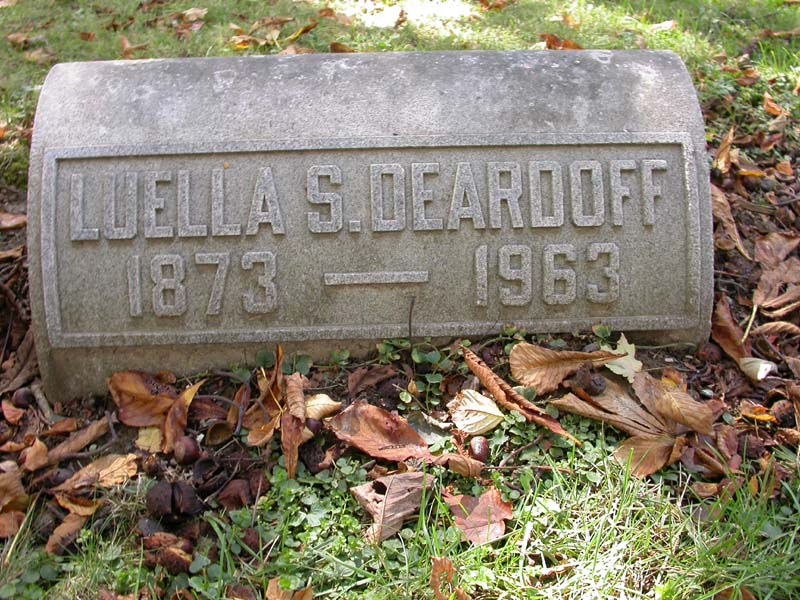 LUELLA S. DEARDOFF
1873 — 1963